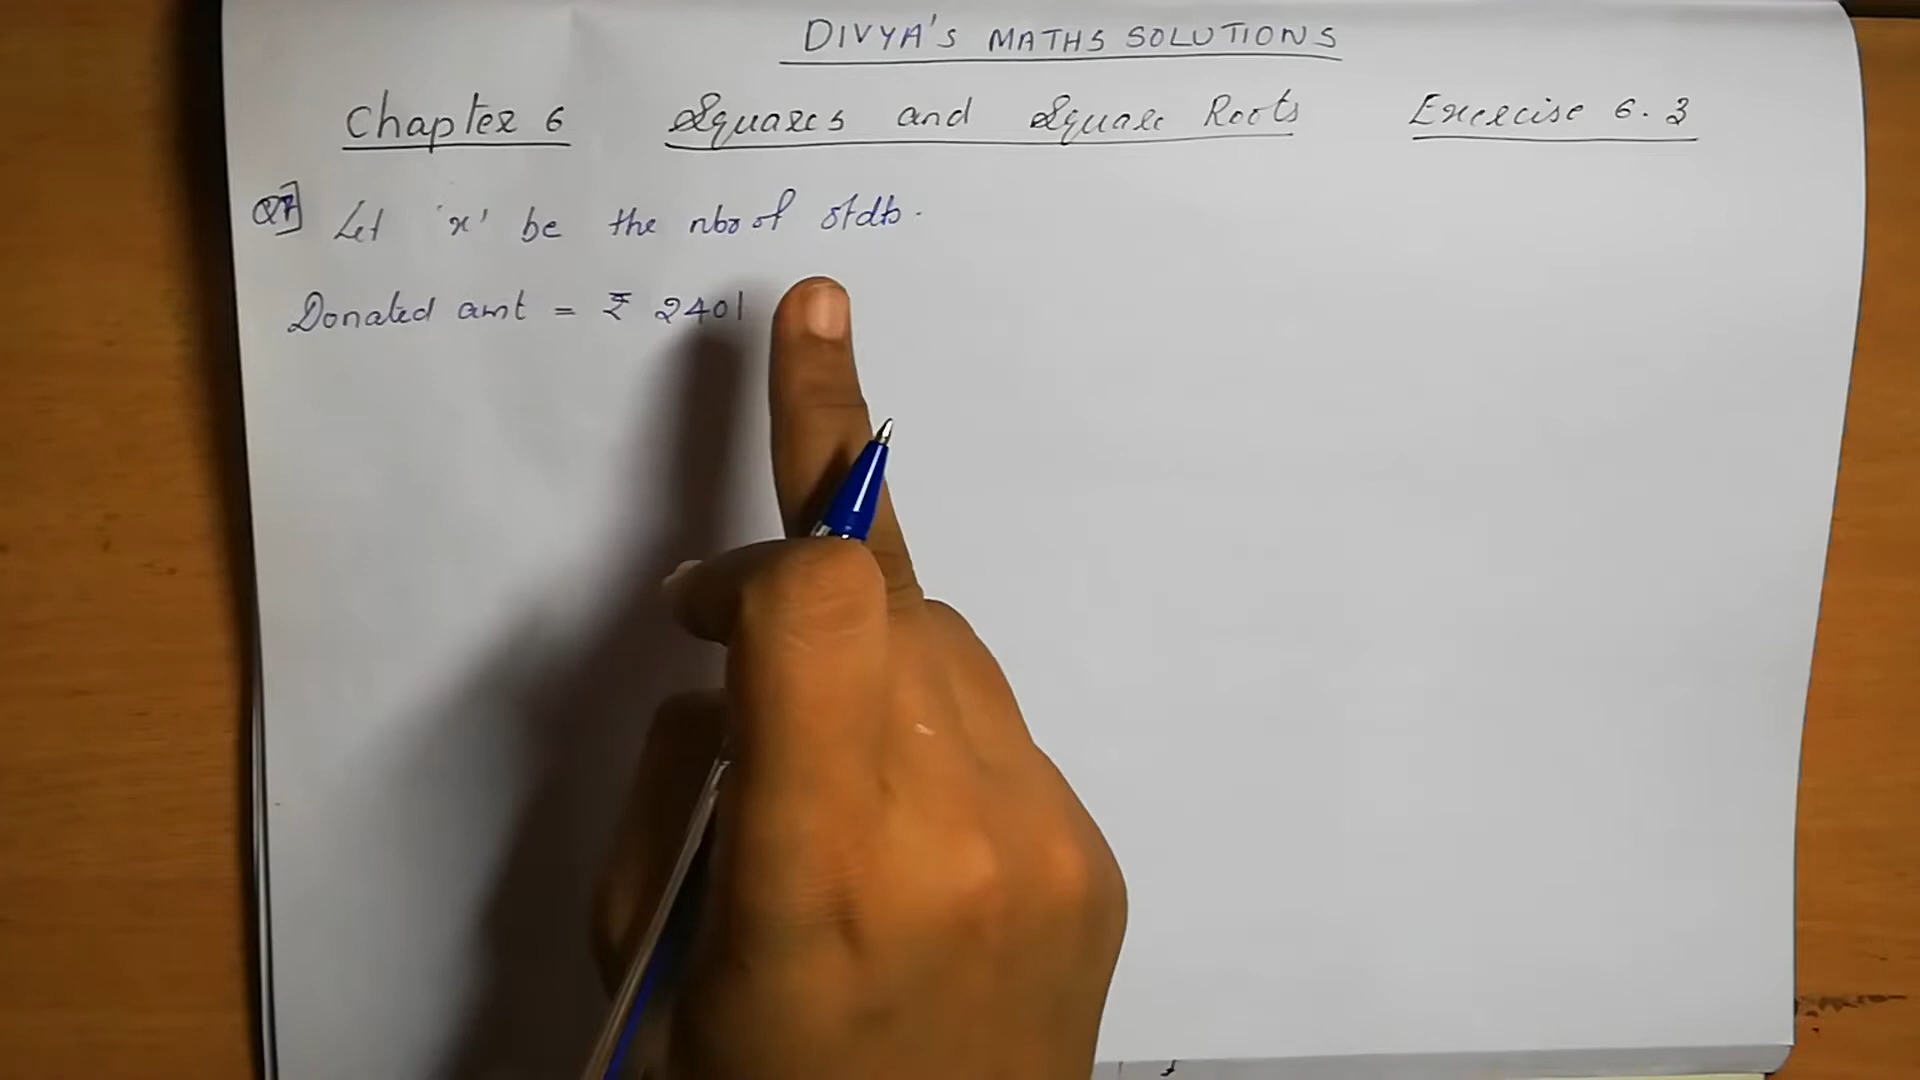 DIVYA'S MATHS SOLUTIONS
Chapter 6 Squares and Square Roots Exercise 6.3
Q7] Let 'x' be the nbr of stdts.
Donated amt = ₹ 2401